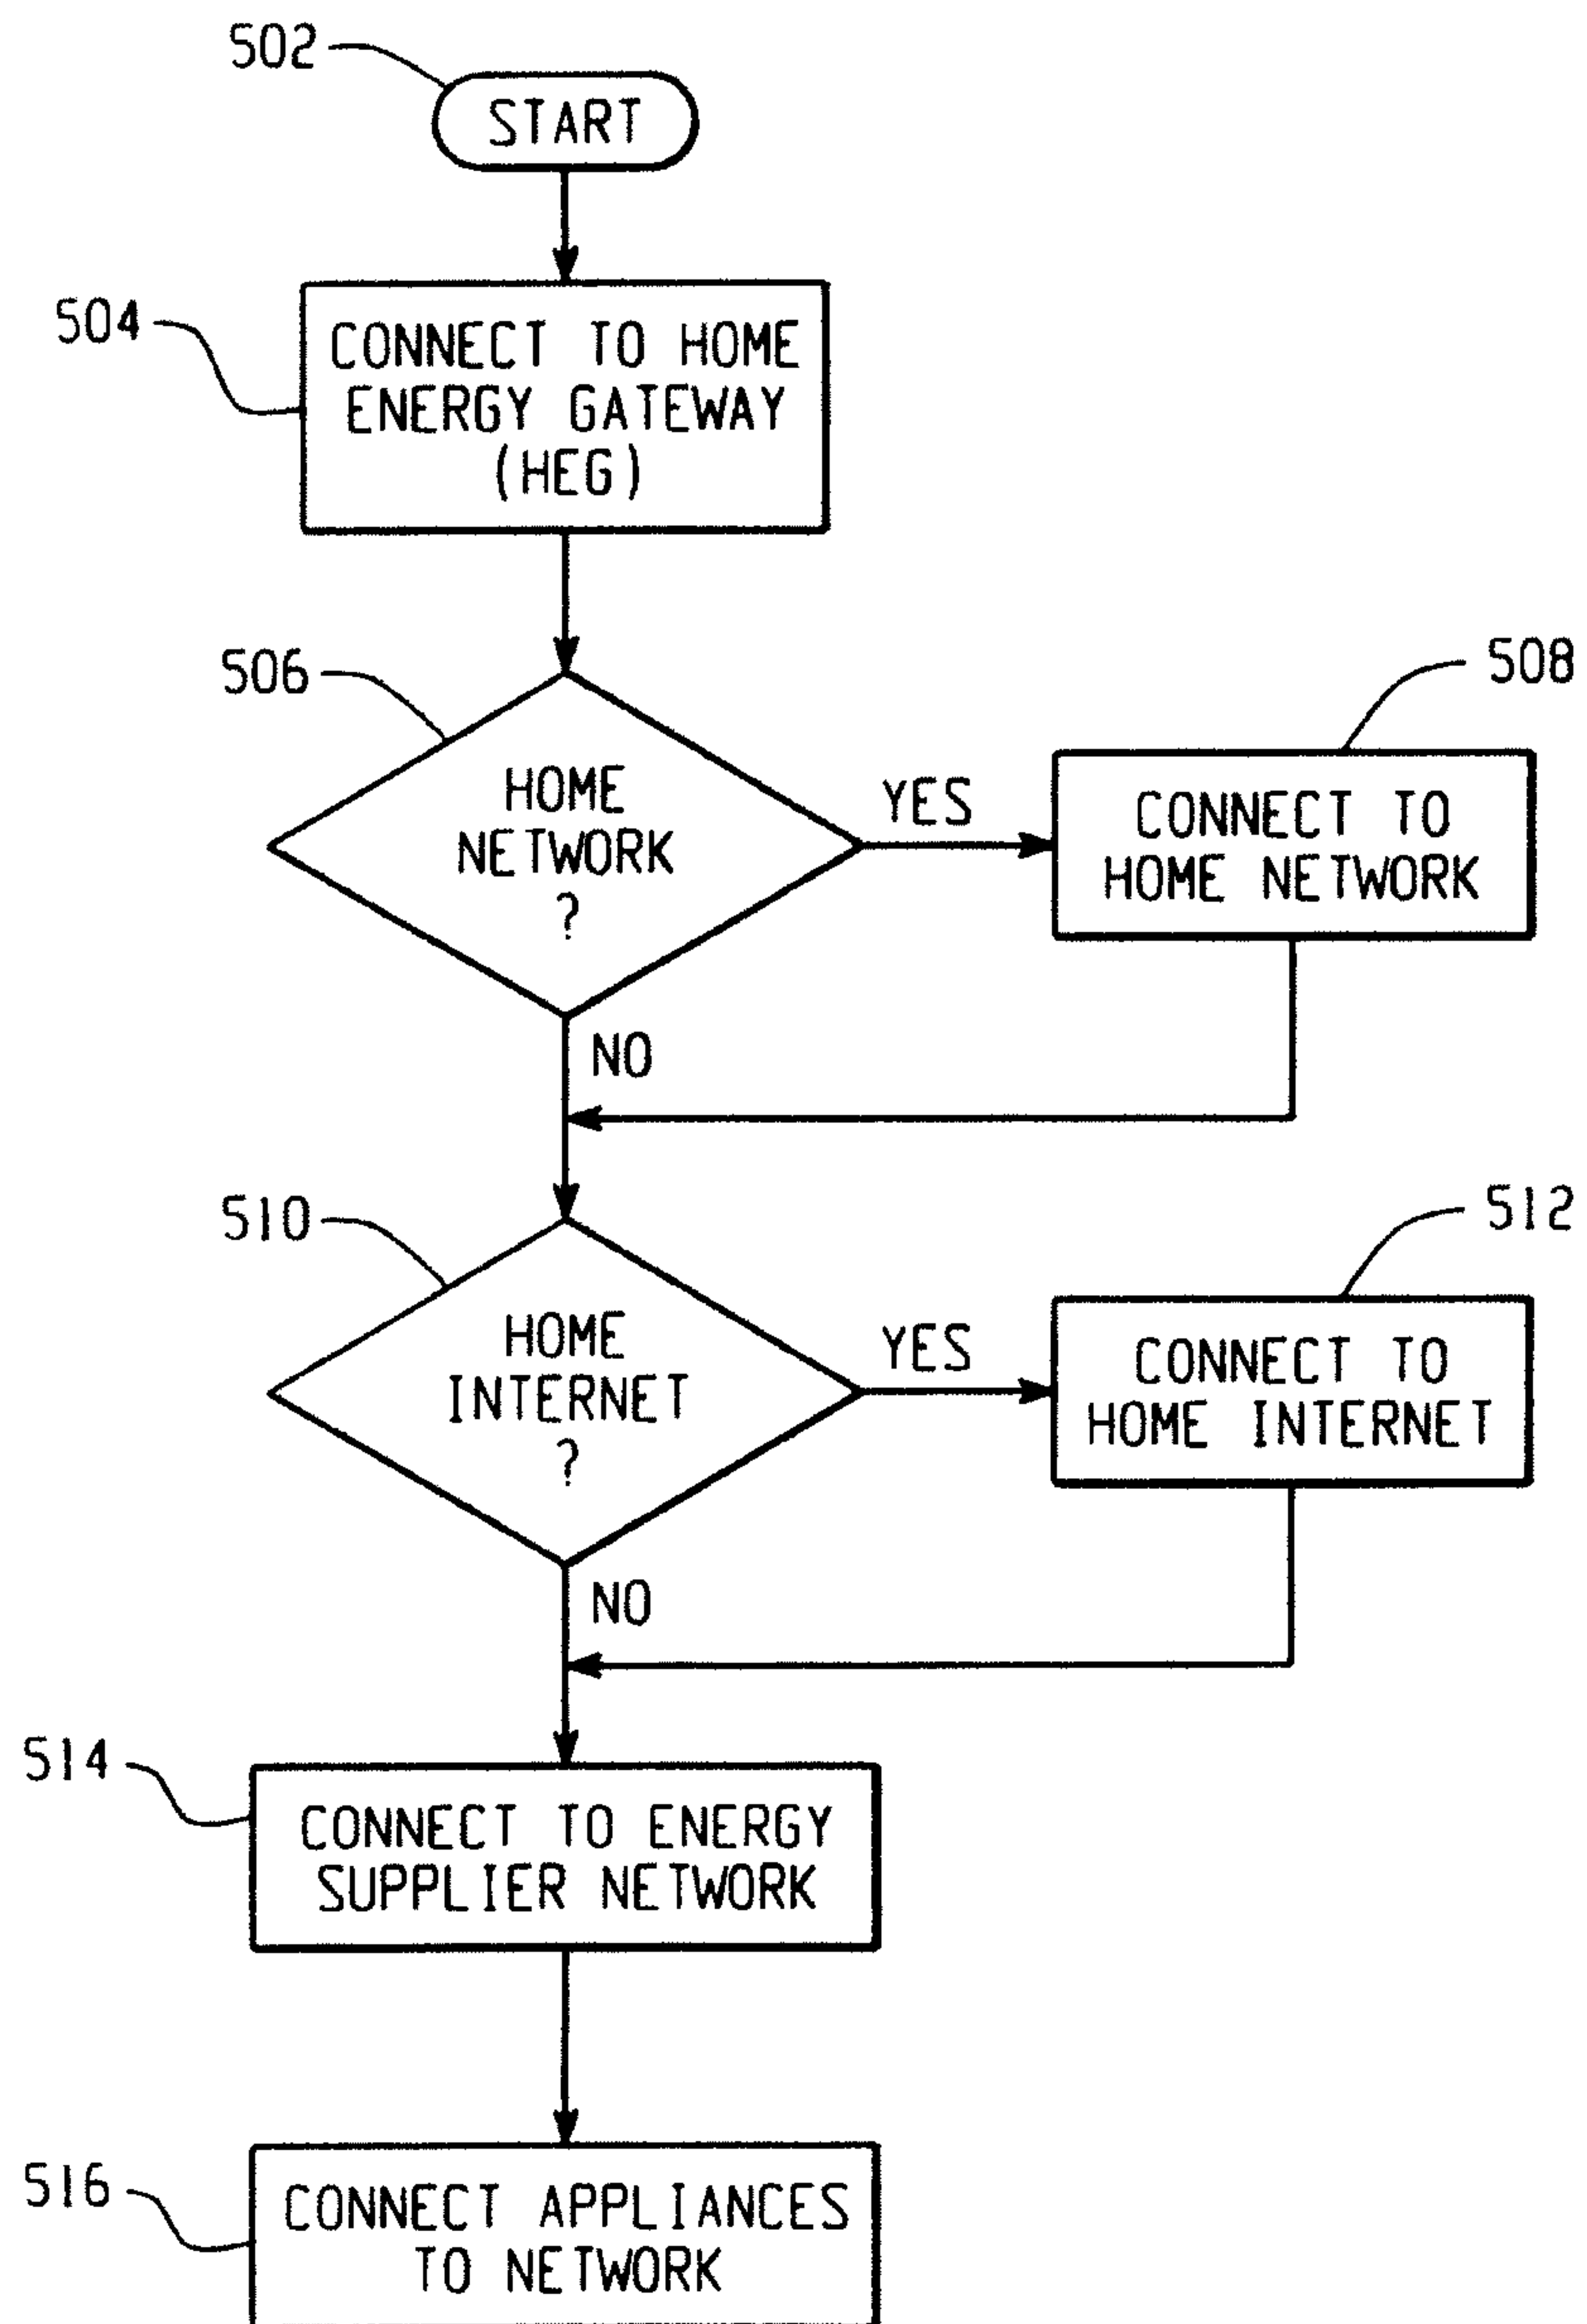 502
START
504
CONNECT TO HOME
ENERGY GATEWAY
(HEG)
506
HOME
NETWORK
?
YES
508
CONNECT TO
HOME NETWORK
NO
510
HOME
INTERNET
?
YES
512
CONNECT TO
HOME INTERNET
NO
514
CONNECT TO ENERGY
SUPPLIER NETWORK
516
CONNECT APPLIANCES
TO NETWORK